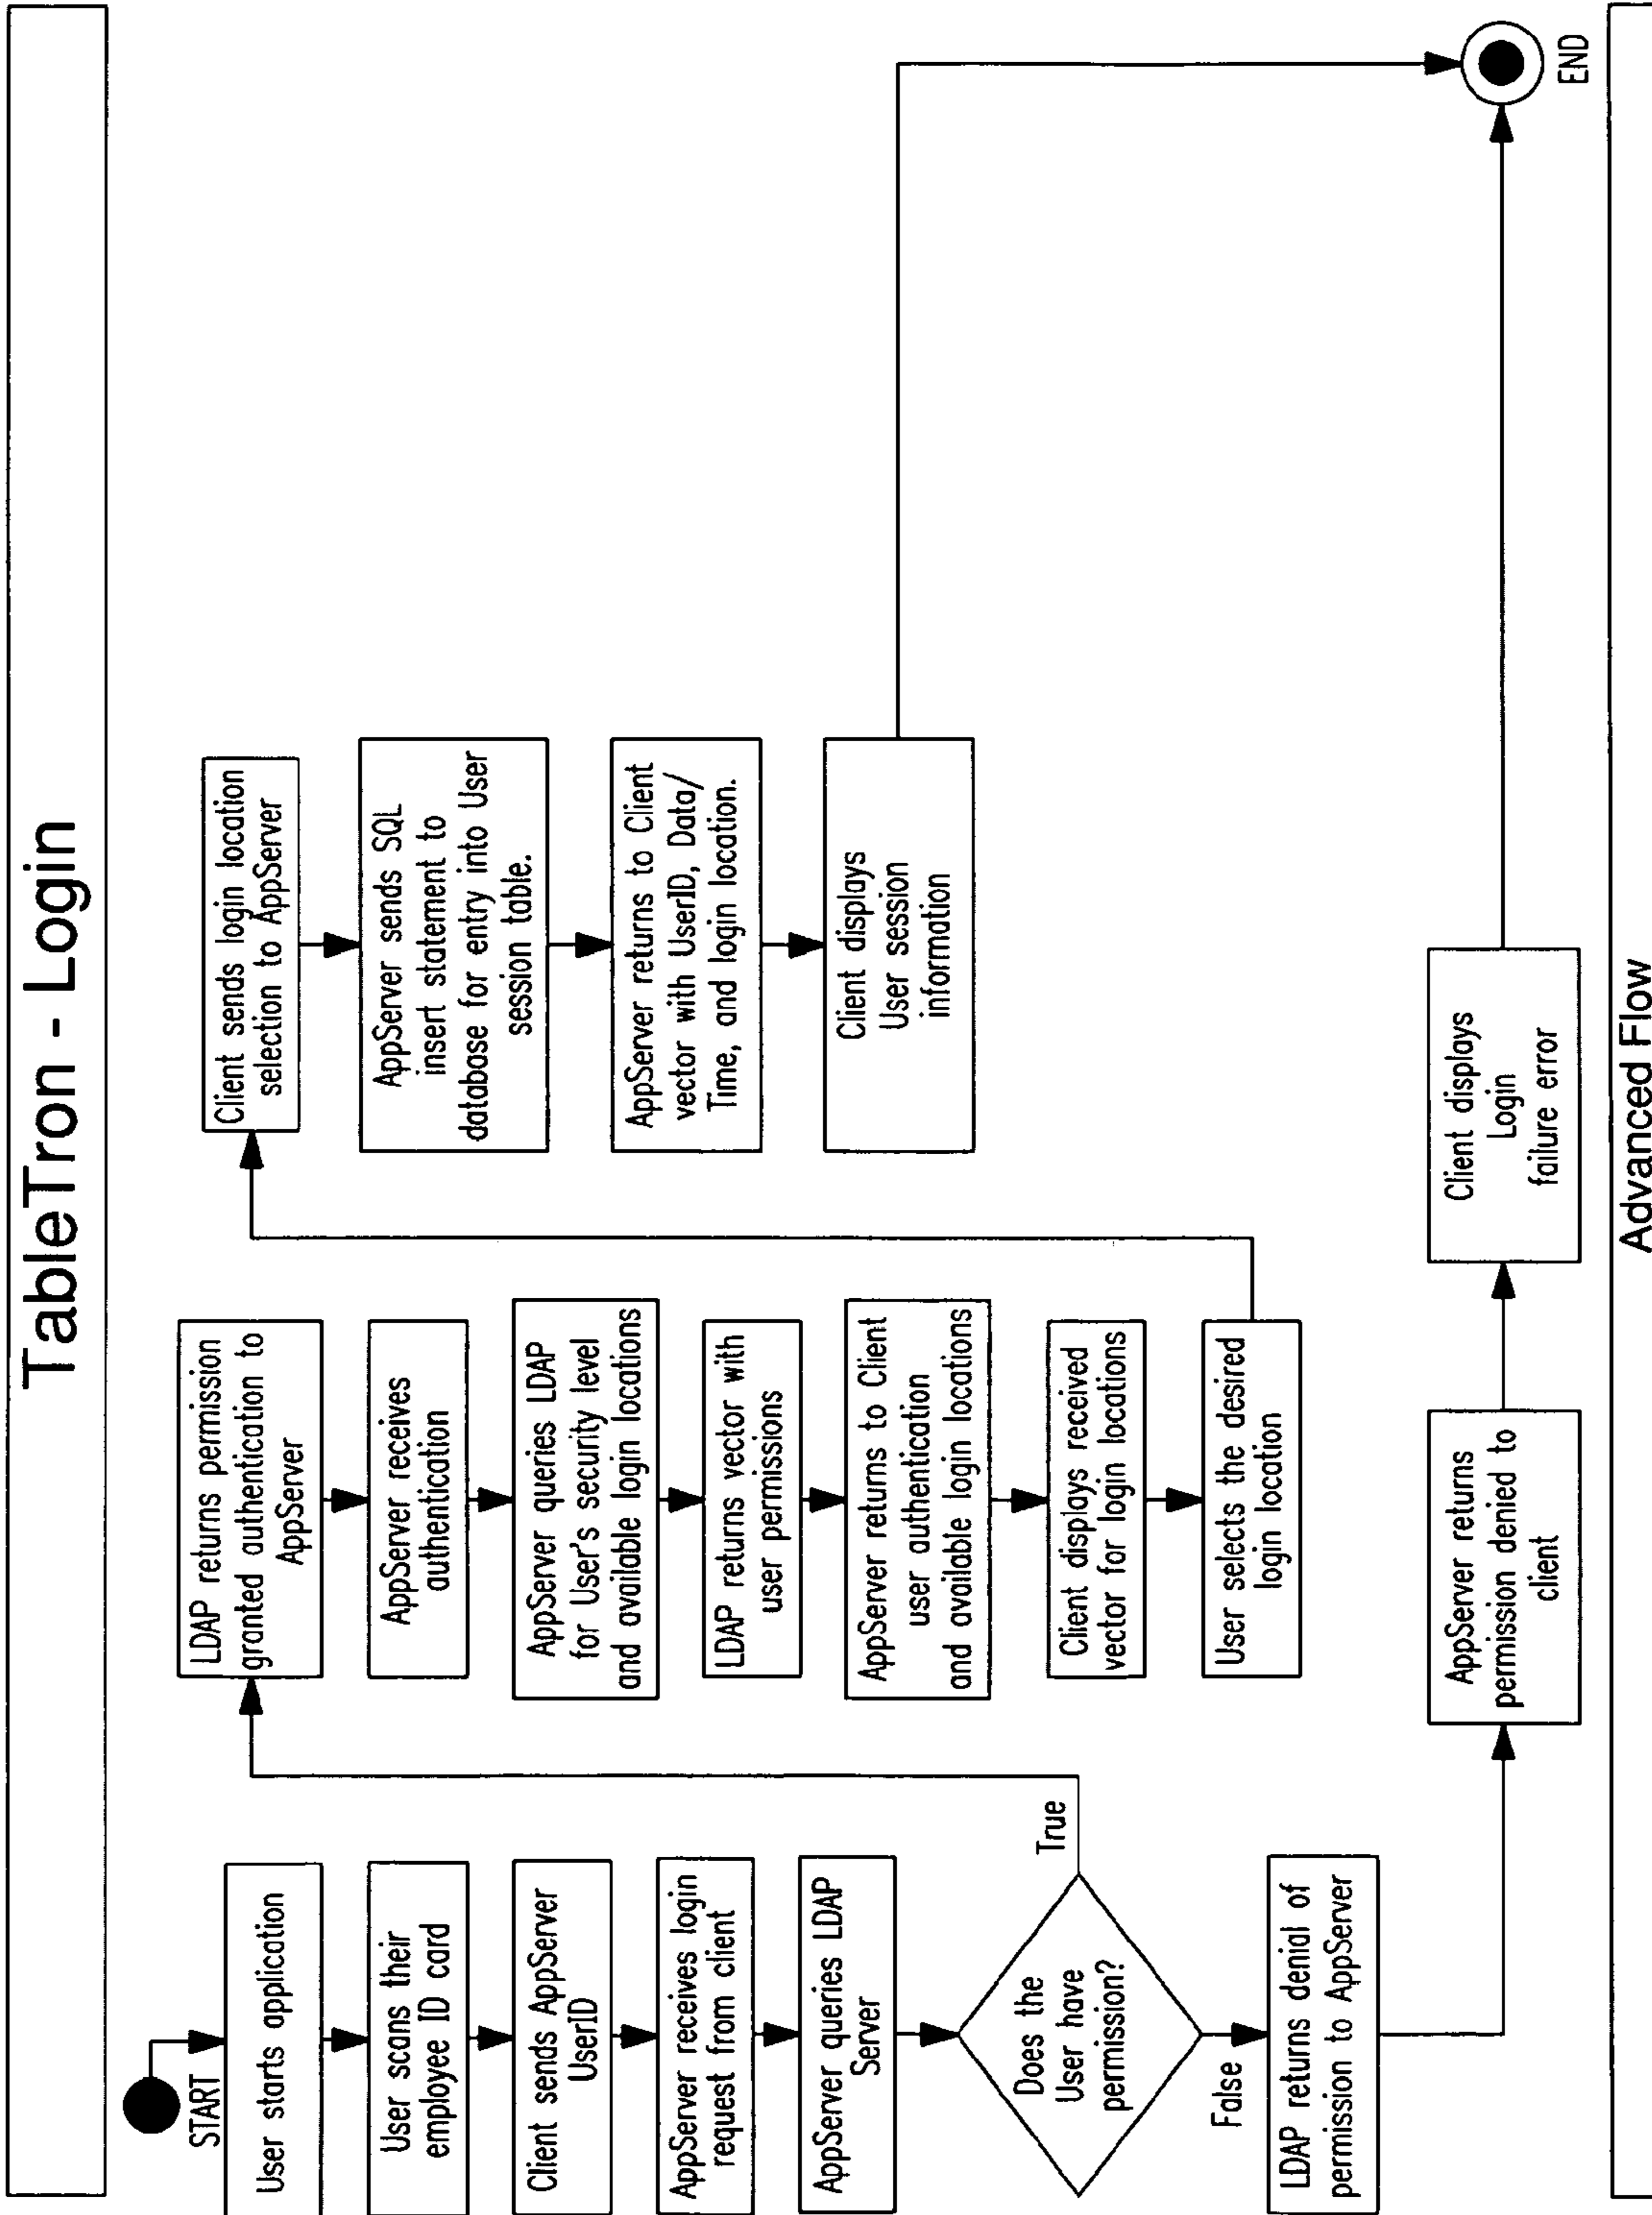 TableTron - Login
START
User starts application
User scans their
employee ID card
Client sends AppServer
UserID
AppServer receives login
request from client
AppServer queries LDAP
Server
Does the
User have
permission?
True
False
LDAP returns denial of
permission to AppServer
LDAP returns permission
granted authentication to
AppServer
AppServer receives
authentication
AppServer queries LDAP
for User's security level
and available login locations
LDAP returns vector with
user permissions
AppServer returns to Client
user authentication
and available login locations
Client displays received
vector for login locations
User selects the desired
login location
AppServer returns
permission denied to
client
Client sends login location
selection to AppServer
AppServer sends SQL
insert statement to
database for entry into User
session table.
AppServer returns to Client
vector with UserID, Data/
Time, and login location.
Client displays
User session
information
Client displays
Login
failure error
END
Advanced Flow